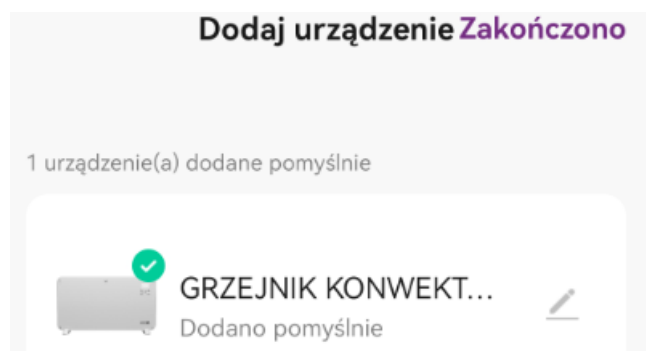 Dodaj urządzenie Zakończono
1 urządzenie(a) dodane pomyślnie
GRZEJNIK KONWEKT...
Dodano pomyślnie